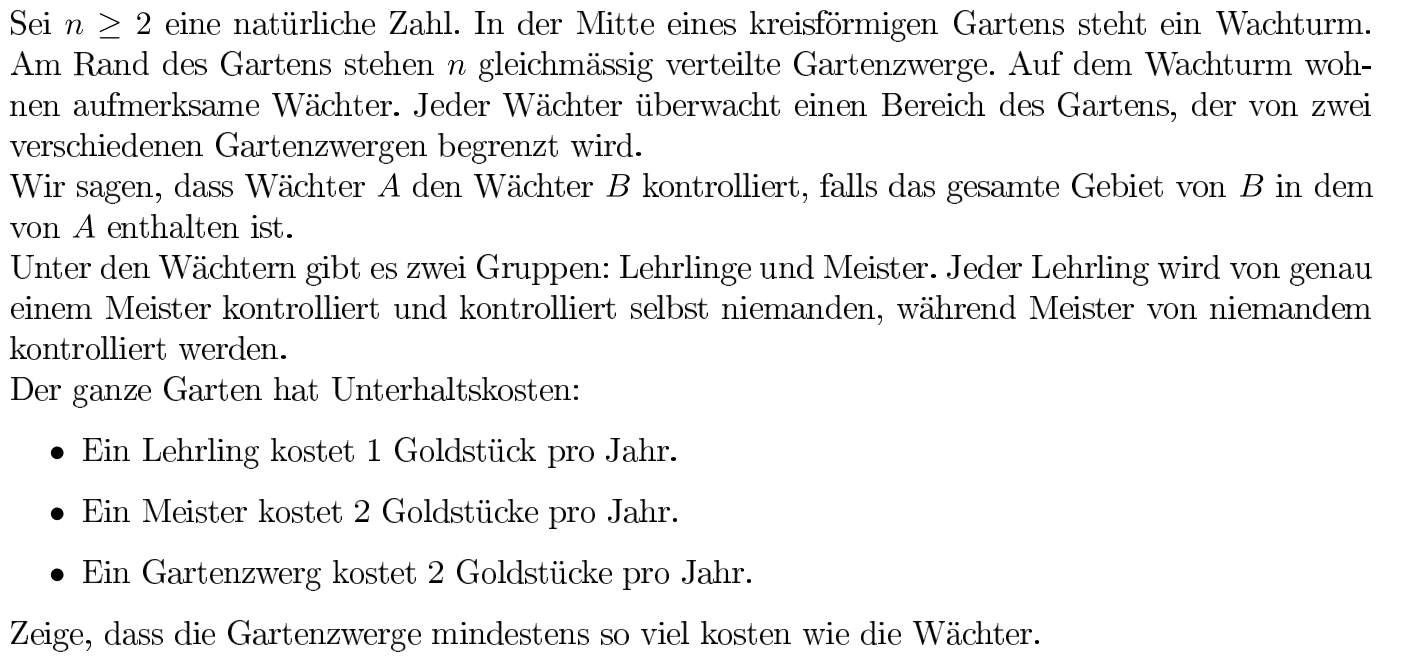 Sei n ≥ 2 eine natürliche Zahl. In der Mitte eines kreisförmigen Gartens steht ein Wachturm.
Am Rand des Gartens stehen n gleichmässig verteilte Gartenzwerge. Auf dem Wachturm woh-
nen aufmerksame Wächter. Jeder Wächter überwacht einen Bereich des Gartens, der von zwei
verschiedenen Gartenzwergen begrenzt wird.
Wir sagen, dass Wächter A den Wächter B kontrolliert, falls das gesamte Gebiet von B in dem
von A enthalten ist.
Unter den Wächtern gibt es zwei Gruppen: Lehrlinge und Meister. Jeder Lehrling wird von genau
einem Meister kontrolliert und kontrolliert selbst niemanden, während Meister von niemandem
kontrolliert werden.
Der ganze Garten hat Unterhaltskosten:
• Ein Lehrling kostet 1 Goldstück pro Jahr.
• Ein Meister kostet 2 Goldstücke pro Jahr.
• Ein Gartenzwerg kostet 2 Goldstücke pro Jahr.
Zeige, dass die Gartenzwerge mindestens so viel kosten wie die Wächter.